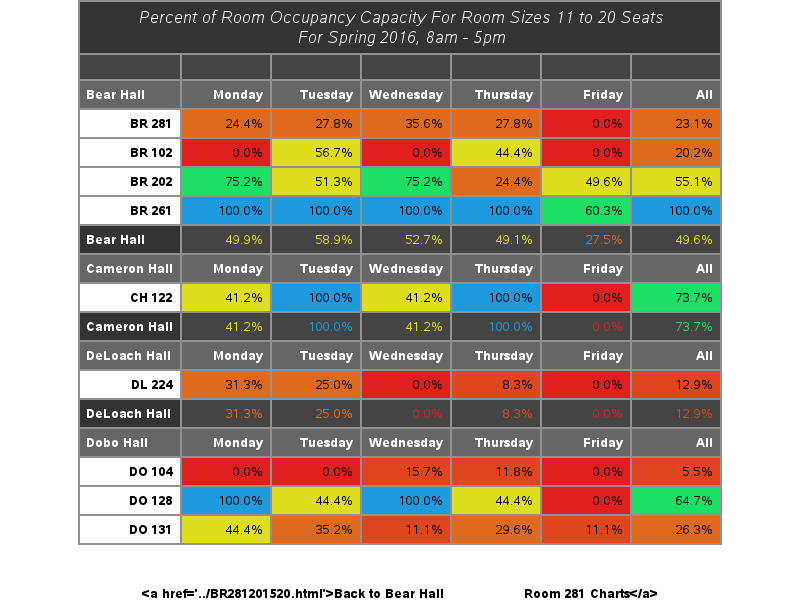 Percent of Room Occupancy Capacity For Room Sizes 11 to 20 Seats
For Spring 2016, 8am - 5pm
Bear Hall Monday Tuesday Wednesday Thursday Friday All
BR 281 24.4% 27.8% 35.6% 27.8% 0.0% 23.1%
BR 102 0.0% 56.7% 0.0% 44.4% 0.0% 20.2%
BR 202 75.2% 51.3% 75.2% 24.4% 49.6% 55.1%
BR 261 100.0% 100.0% 100.0% 100.0% 60.3% 100.0%
Bear Hall 49.9% 58.9% 52.7% 49.1% 27.5% 49.6%
Cameron Hall Monday Tuesday Wednesday Thursday Friday All
CH 122 41.2% 100.0% 41.2% 100.0% 0.0% 73.7%
Cameron Hall 41.2% 100.0% 41.2% 100.0% 0.0% 73.7%
DeLoach Hall Monday Tuesday Wednesday Thursday Friday All
DL 224 31.3% 25.0% 0.0% 8.3% 0.0% 12.9%
DeLoach Hall 31.3% 25.0% 0.0% 8.3% 0.0% 12.9%
Dobo Hall Monday Tuesday Wednesday Thursday Friday All
DO 104 0.0% 0.0% 15.7% 11.8% 0.0% 5.5%
DO 128 100.0% 44.4% 100.0% 44.4% 0.0% 64.7%
DO 131 44.4% 35.2% 11.1% 29.6% 11.1% 26.3%
<a href='../BR281201520.html'>Back to Bear Hall Room 281 Charts</a>